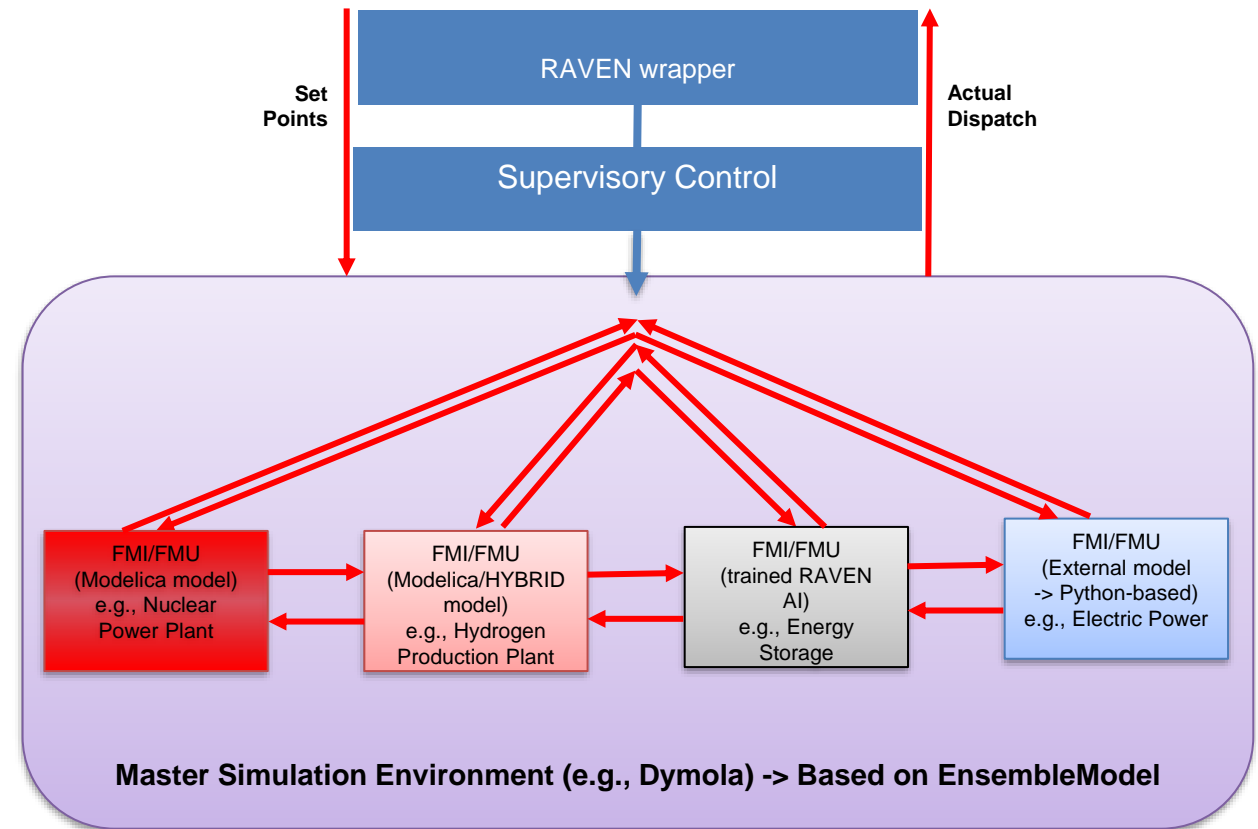 RAVEN wrapper
Set
Points
Actual
Dispatch
Supervisory Control
FMI/FMU
(Modelica model)
e.g., Nuclear
Power Plant
FMI/FMU
(Modelica/HYBRID
model)
e.g., Hydrogen
Production Plant
FMI/FMU
(trained RAVEN
AI)
e.g., Energy
Storage
FMI/FMU
(External model
-> Python-based)
e.g., Electric Power
Master Simulation Environment (e.g., Dymola) -> Based on EnsembleModel